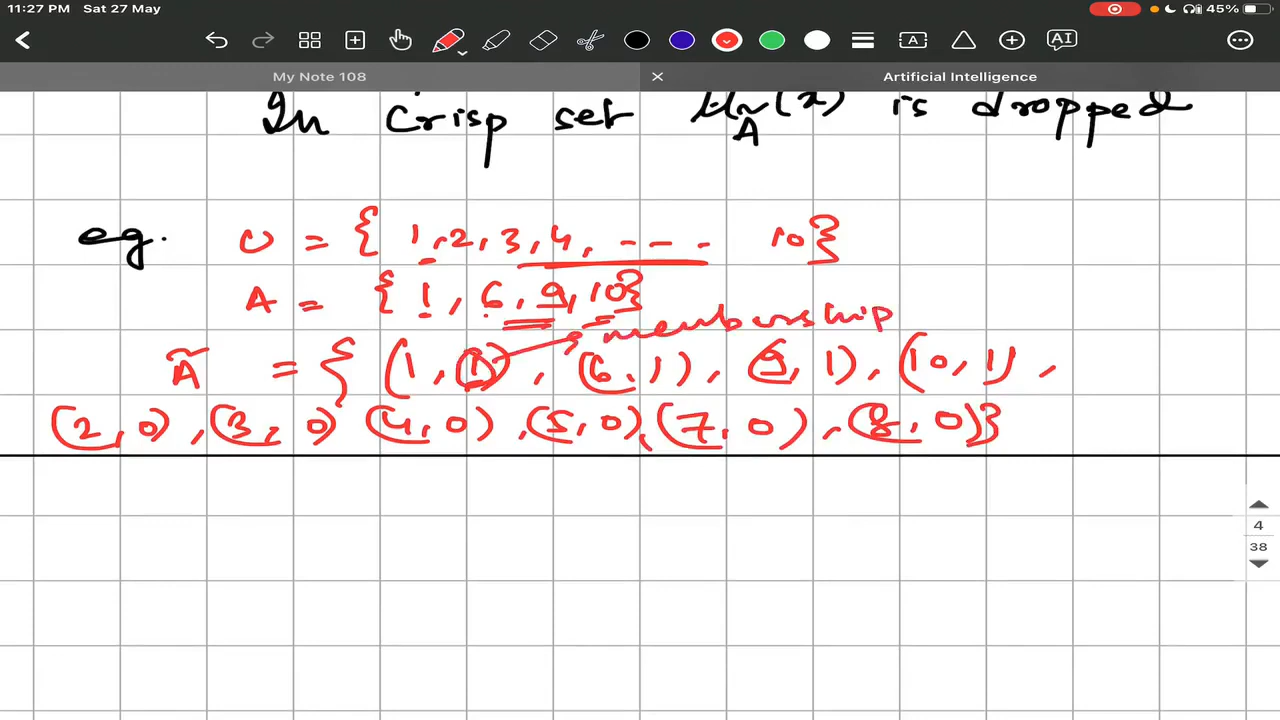 11:27 PM Sat 27 May 45%
AI
My Note 108 Artificial Intelligence
In Crisp set μ_Ã(x) is dropped
eg. U = { 1, 2, 3, 4, - - - 10 }
A = { 1, 6, 9, 10 }
membership
Ã = { (1, 1), (6, 1), (9, 1), (10, 1),
(2, 0), (3, 0) (4, 0), (5, 0), (7, 0), (8, 0) }
4
38